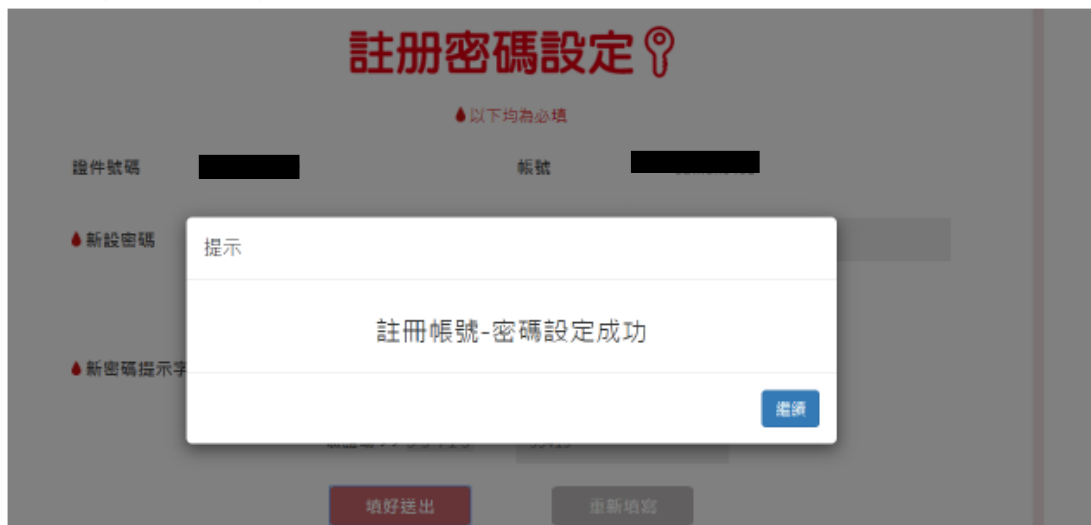 註册密碼設定
以下均為必填
證件號碼
帳號
新設密碼
提示
註冊帳號-密碼設定成功
新密碼提示字
繼續
填好送出
重新填寫